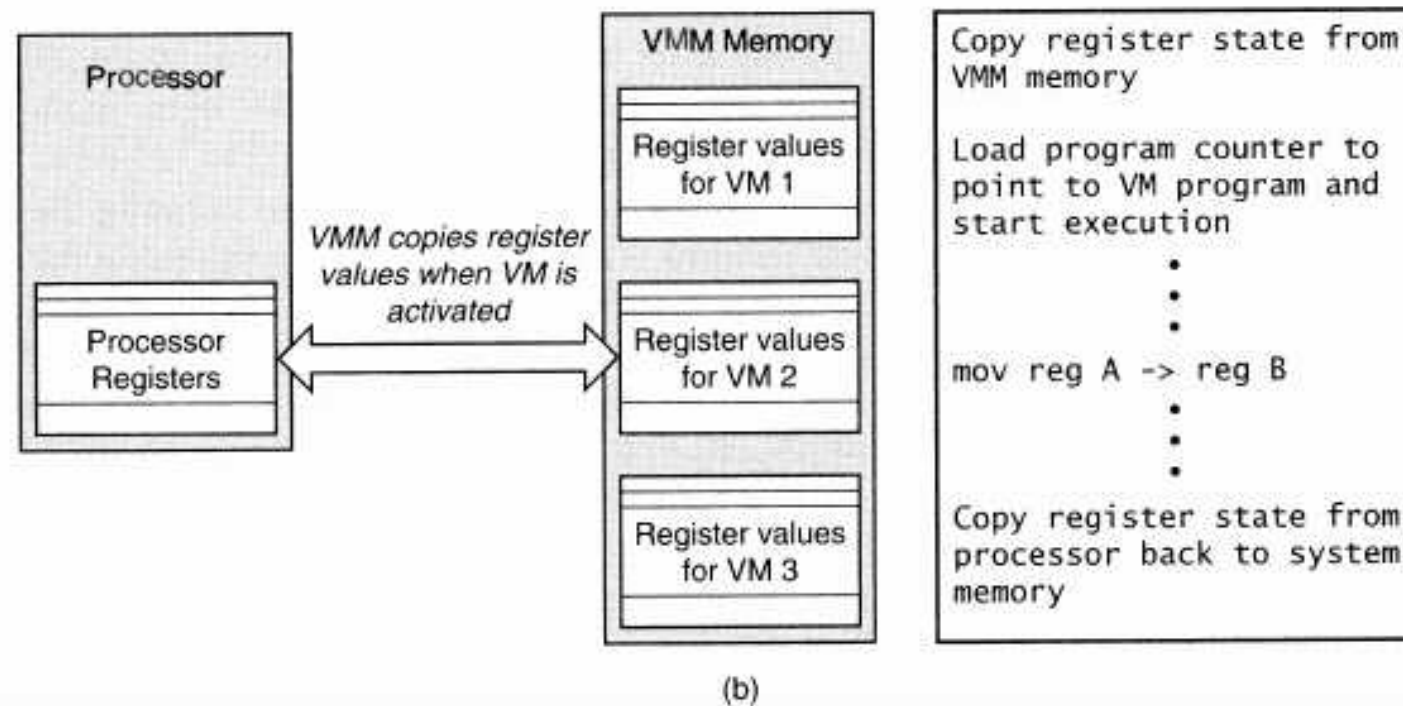 Processor
Processor
Registers
VMM copies register
values when VM is
activated
VMM Memory
Register values
for VM 1
Register values
for VM 2
Register values
for VM 3
Copy register state from
VMM memory
Load program counter to
point to VM program and
start execution
mov reg A -> reg B
Copy register state from
processor back to system
memory
(b)